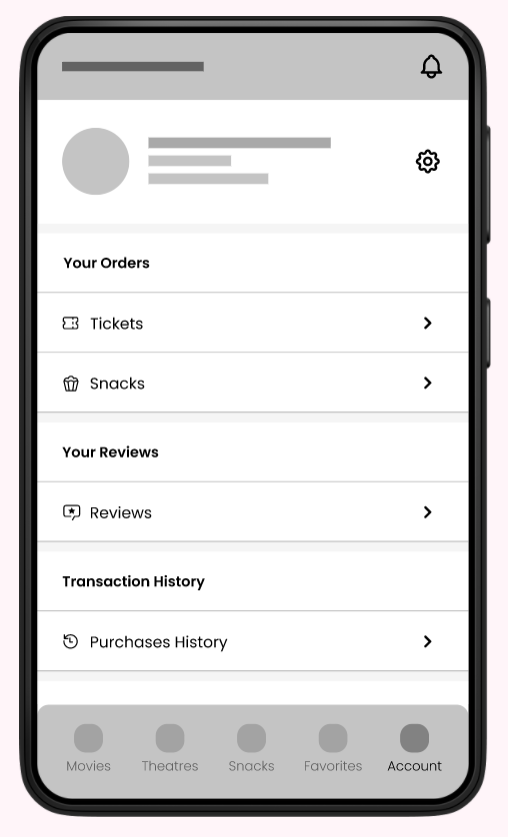 Your Orders
Tickets
Snacks
Your Reviews
Reviews
Transaction History
Purchases History
Movies Theatres Snacks Favorites Account